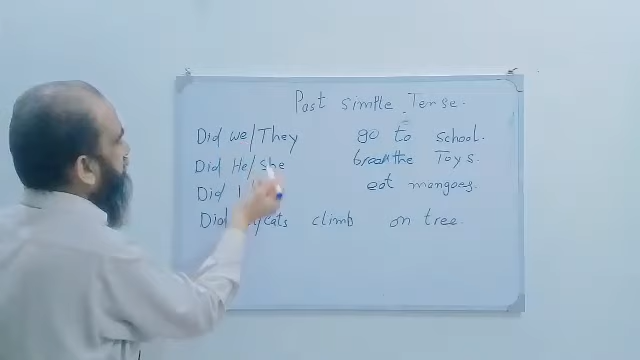 Past simple Tense.
Did we/They go to school.
Did He/She break the Toys.
Did I eat mangoes.
Did cats climb on tree.